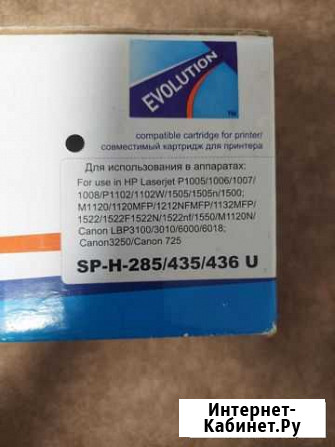 EVOLUTION
TM
compatible cartridge for printer/
совместимый картридж для принтера
Для использования в аппаратах:
For use in HP Laserjet P1005/1006/1007
/1008/P1102/1102W/1505/1505n/1500;
M1120/1120MFP/1212NFMFP/1132MFP/
1522/1522F1522N/1522nf/1550/M1120N/
Canon LBP3100/3010/6000/6018;
Canon3250/Canon 725
SP-H-285/435/436 U
Интернет-
Кабинет.Ру